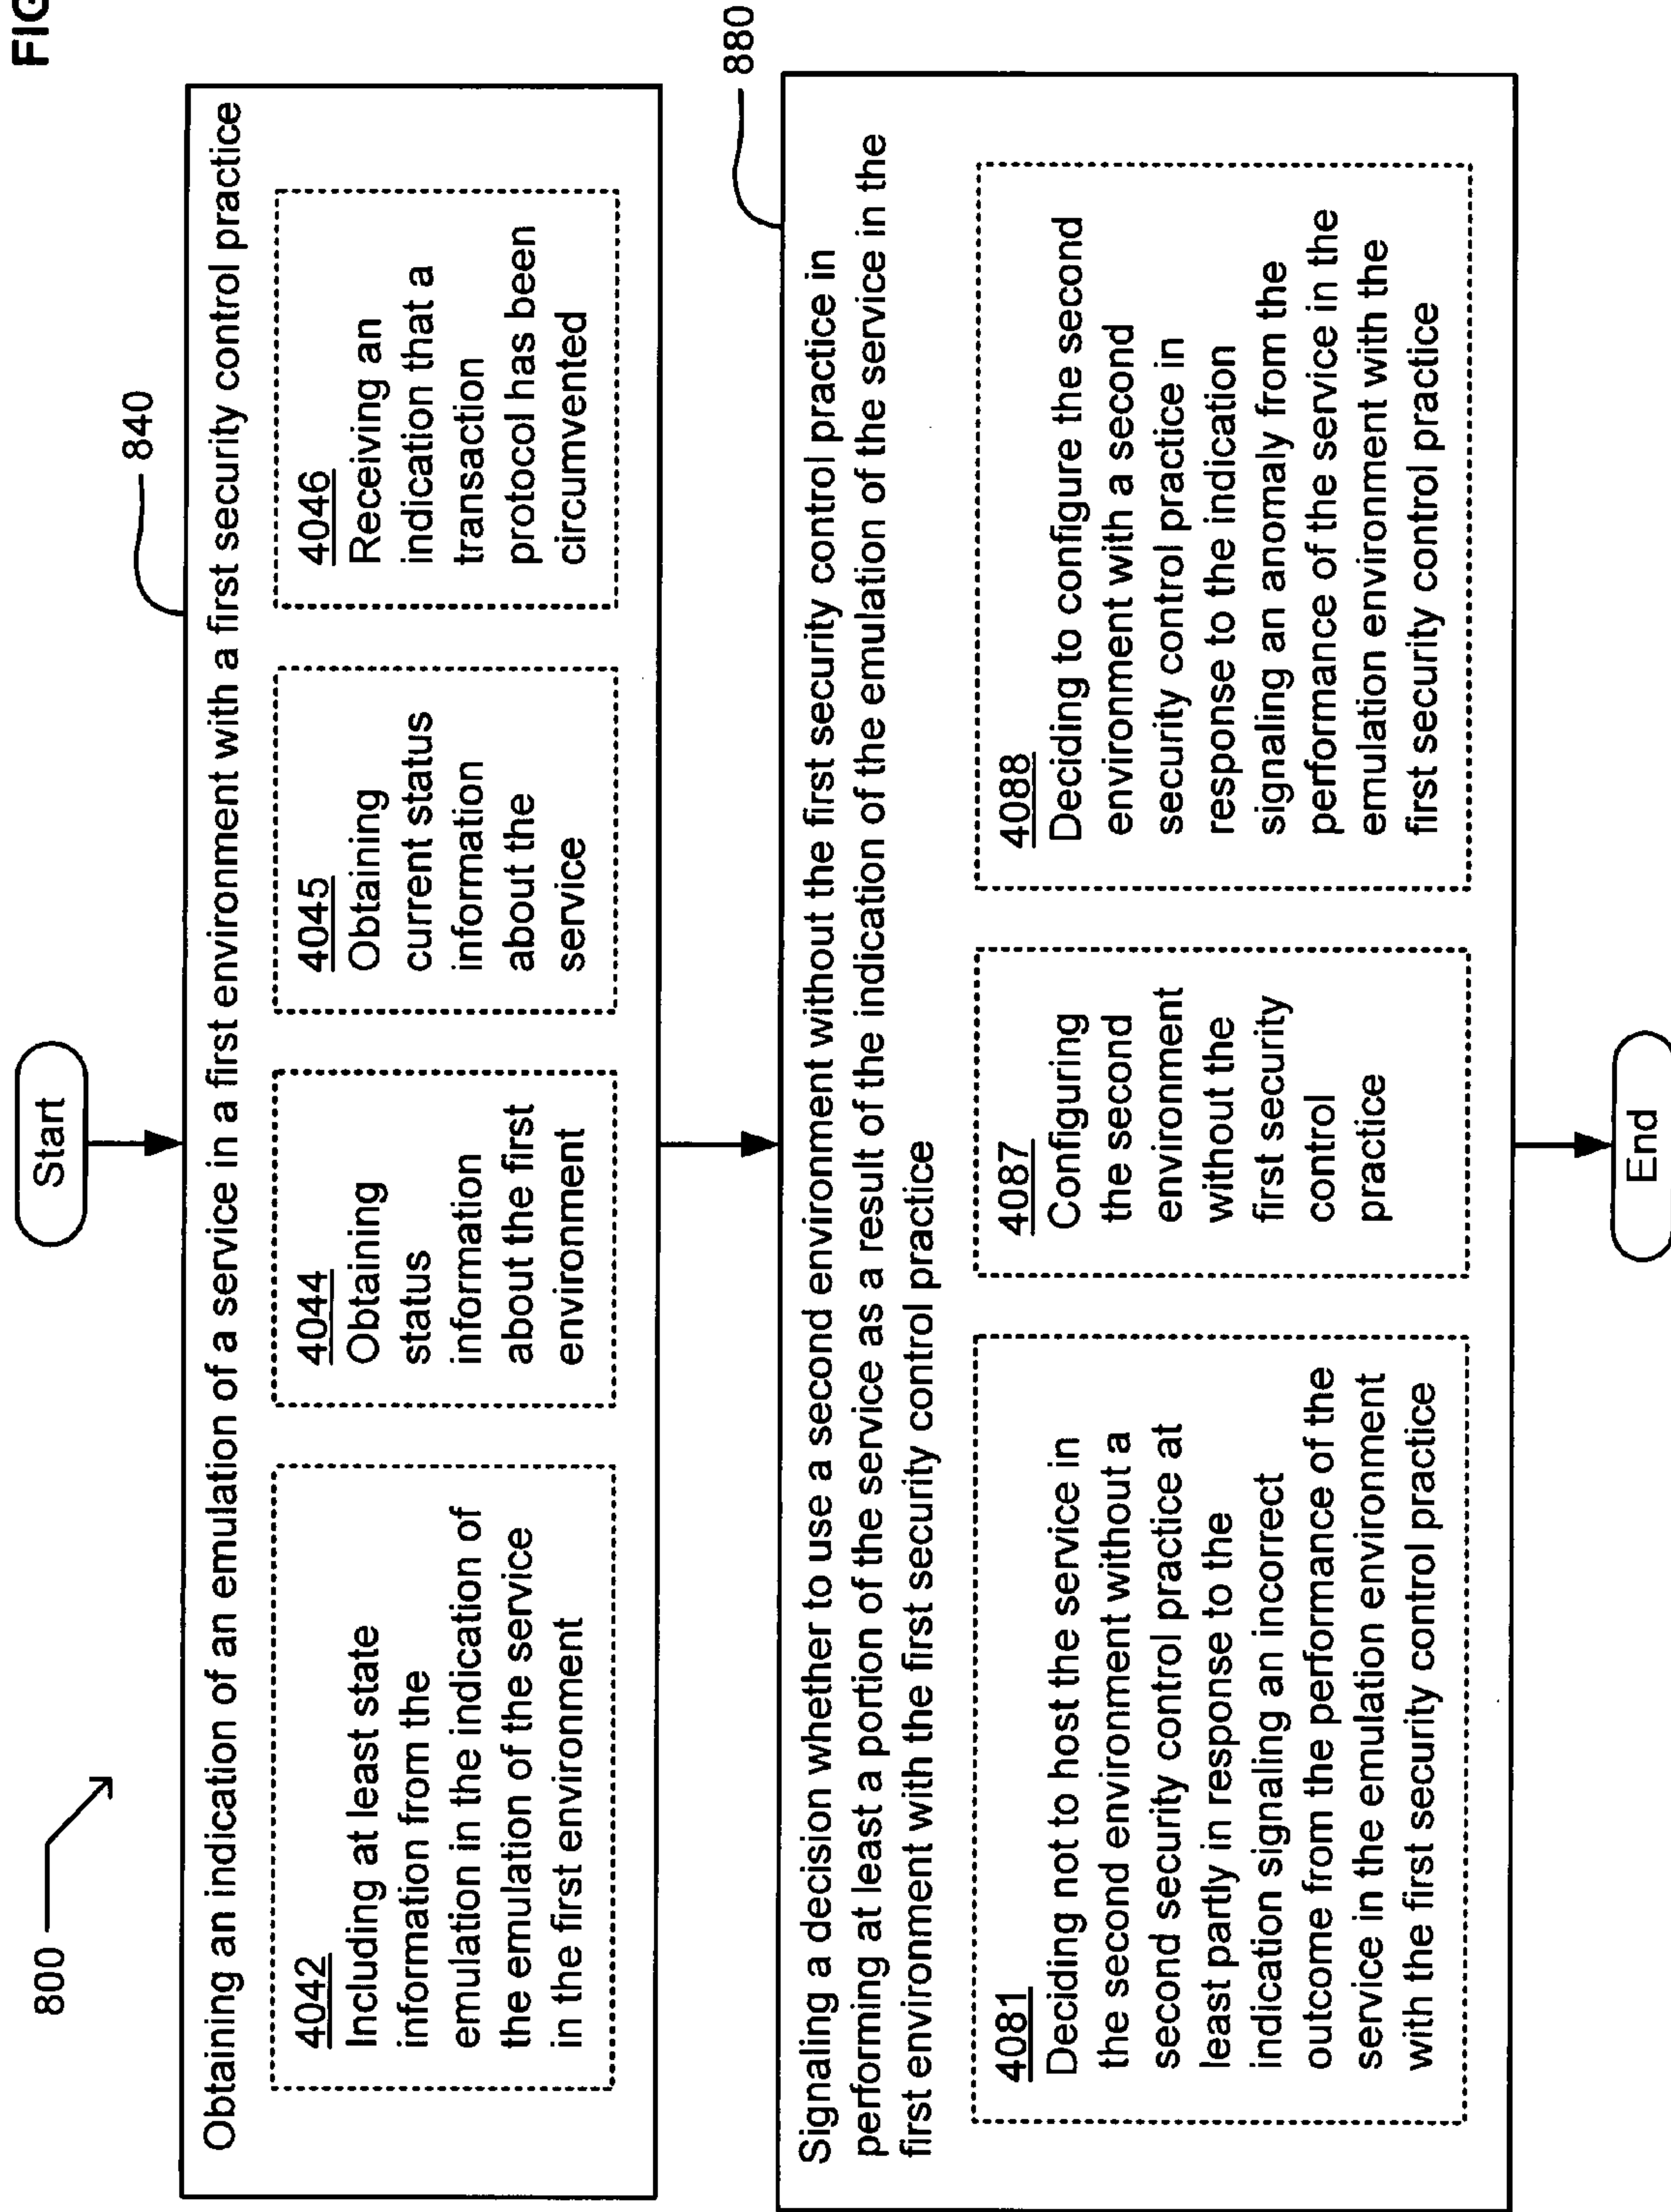 FIG
800
Start
840
Obtaining an indication of an emulation of a service in a first environment with a first security control practice
4042
Including at least state
information from the
emulation in the indication of
the emulation of the service
in the first environment
4044
Obtaining
status
information
about the first
environment
4045
Obtaining
current status
information
about the
service
4046
Receiving an
indication that a
transaction
protocol has been
circumvented
880
Signaling a decision whether to use a second environment without the first security control practice in
performing at least a portion of the service as a result of the indication of the emulation of the service in the
first environment with the first security control practice
4081
Deciding not to host the service in
the second environment without a
second security control practice at
least partly in response to the
indication signaling an incorrect
outcome from the performance of the
service in the emulation environment
with the first security control practice
4087
Configuring
the second
environment
without the
first security
control
practice
4088
Deciding to configure the second
environment with a second
security control practice in
response to the indication
signaling an anomaly from the
performance of the service in the
emulation environment with the
first security control practice
End